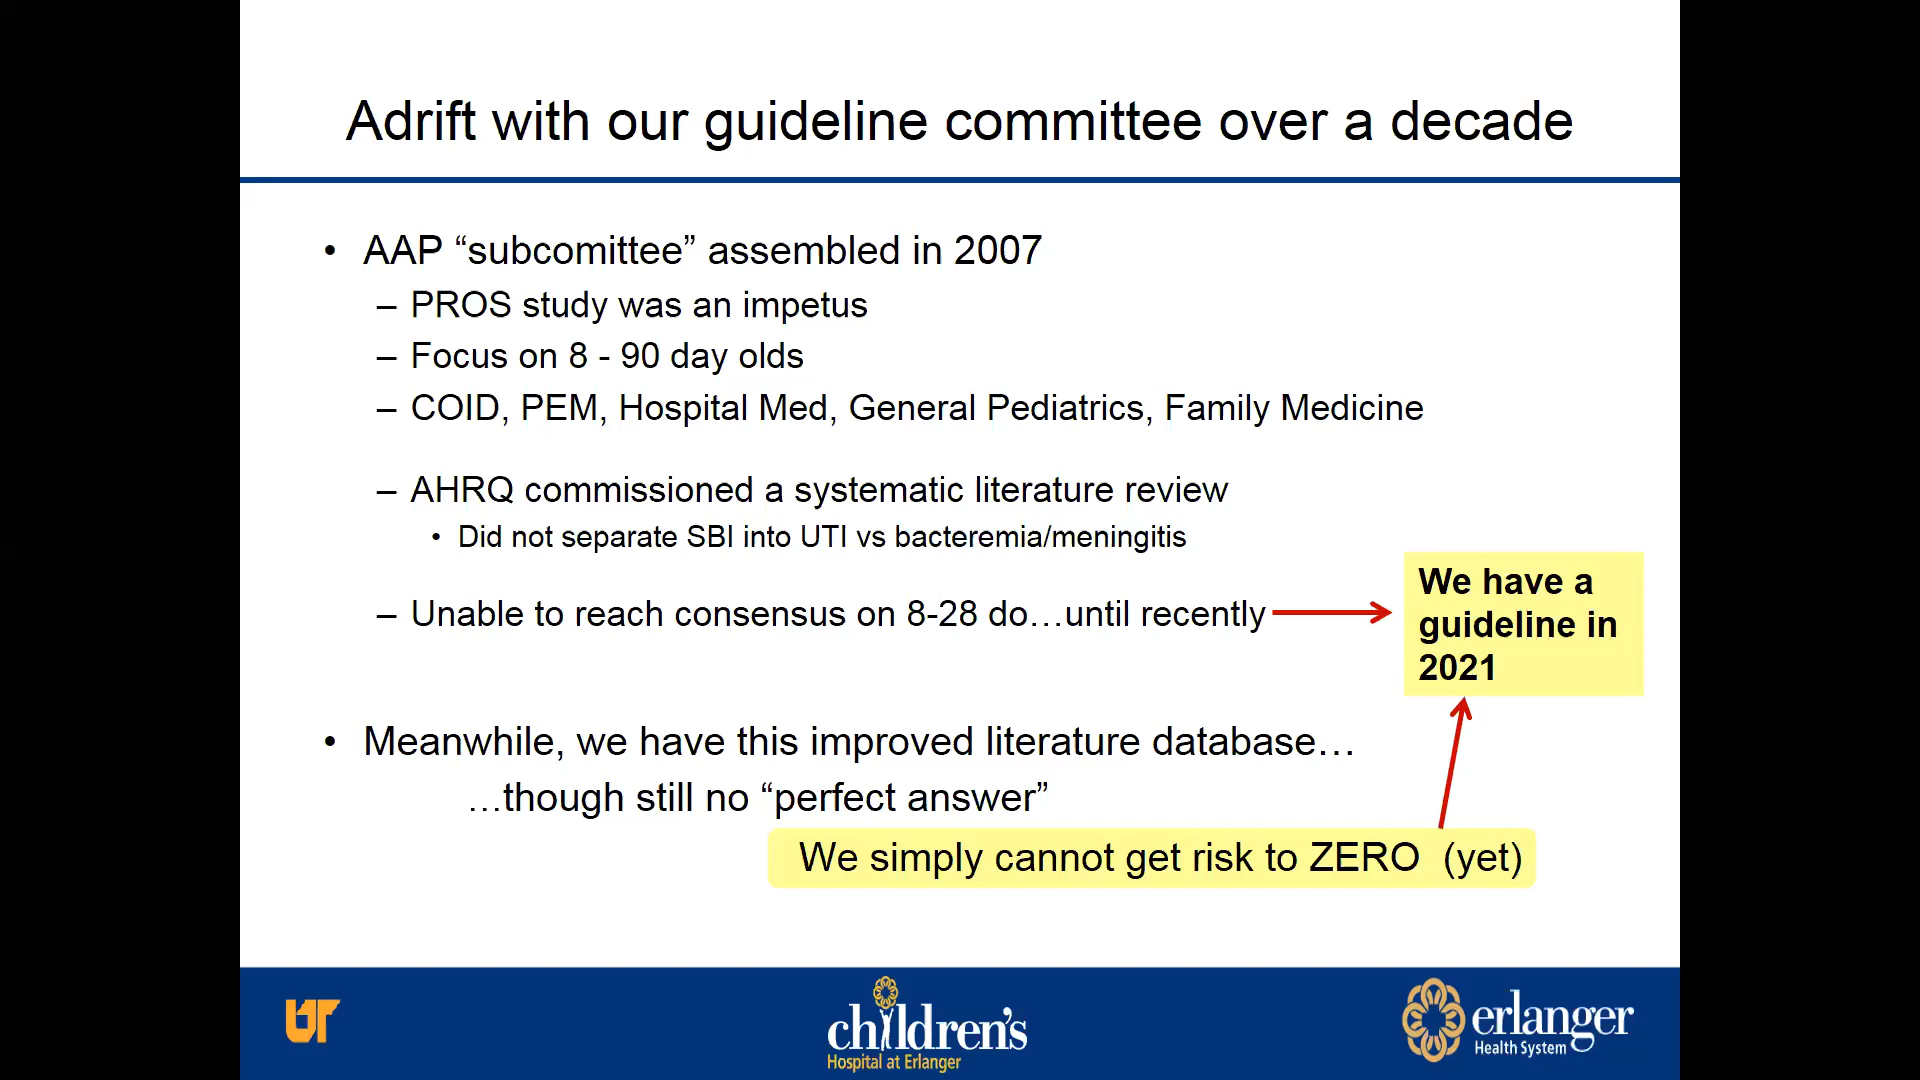 Adrift with our guideline committee over a decade
• AAP “subcomittee” assembled in 2007
– PROS study was an impetus
– Focus on 8 - 90 day olds
– COID, PEM, Hospital Med, General Pediatrics, Family Medicine
– AHRQ commissioned a systematic literature review
• Did not separate SBI into UTI vs bacteremia/meningitis
– Unable to reach consensus on 8-28 do…until recently
We have a
guideline in
2021
• Meanwhile, we have this improved literature database…
…though still no “perfect answer”
We simply cannot get risk to ZERO (yet)
UT
children's
Hospital at Erlanger
erlanger
Health System